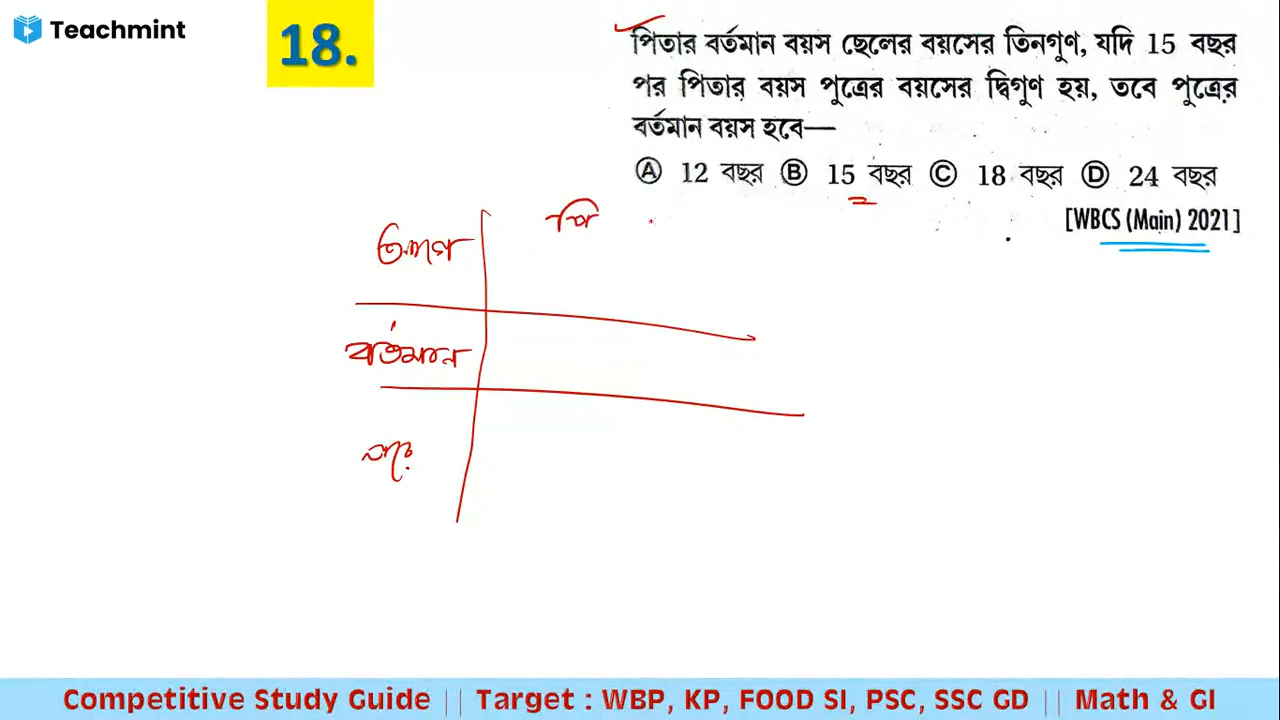 Teachmint
18.
পিতার বর্তমান বয়স ছেলের বয়সের তিনগুণ, যদি 15 বছর
পর পিতার বয়স পুত্রের বয়সের দ্বিগুণ হয়, তবে পুত্রের
বর্তমান বয়স হবে—
Ⓐ 12 বছর Ⓑ 15 বছর Ⓒ 18 বছর Ⓓ 24 বছর
[WBCS (Main) 2021]
পি
আগে
বর্তমান
পরে
Competitive Study Guide || Target : WBP, KP, FOOD SI, PSC, SSC GD || Math & GI